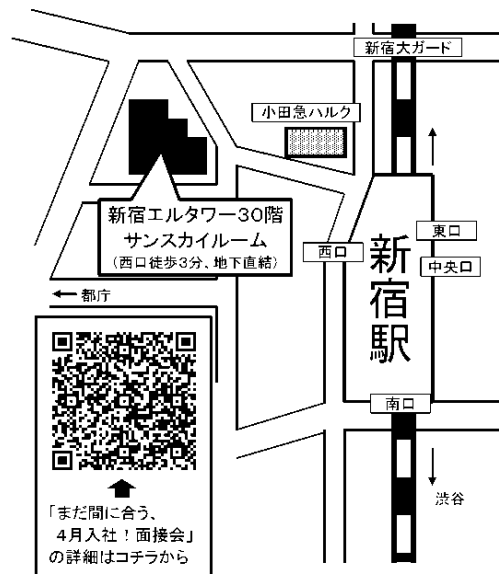 新宿大ガード
小田急ハルク
新宿エルタワー30階
サンスカイルーム
(西口徒歩3分、地下直結)
西口
東口
中央口
新宿駅
←都庁
南口
渋谷
「まだ間に合う、
4月入社!面接会」
の詳細はコチラから